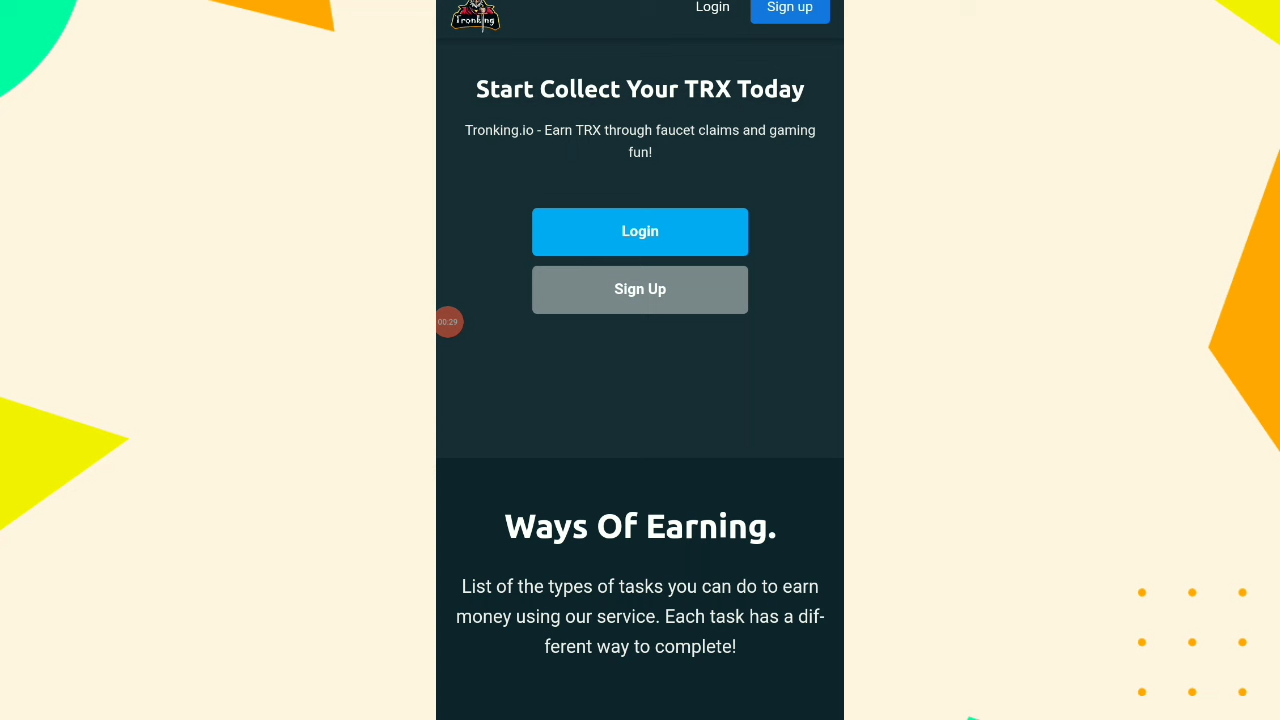 Tronking
Login
Sign up
Start Collect Your TRX Today
Tronking.io - Earn TRX through faucet claims and gaming
fun!
Login
Sign Up
00:29
Ways Of Earning.
List of the types of tasks you can do to earn
money using our service. Each task has a dif-
ferent way to complete!